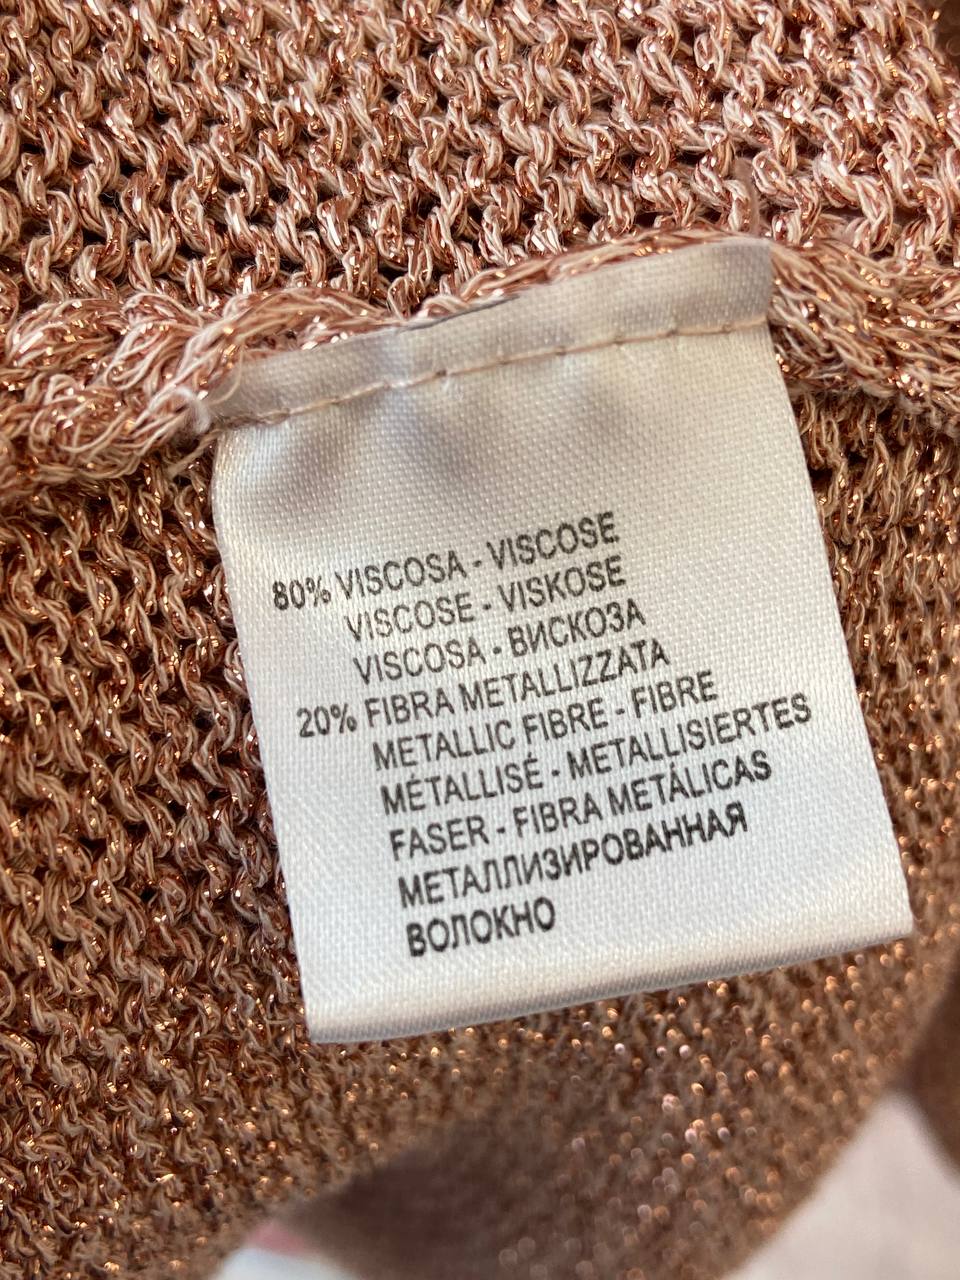 80% VISCOSA - VISCOSE
VISCOSE - VISKOSE
VISCOSA - ВИСКОЗА
20% FIBRA METALLIZZATA
METALLIC FIBRE - FIBRE
MÉTALLISÉ - METALLISIERTES
FASER - FIBRA METÁLICAS
МЕТАЛЛИЗИРОВАННАЯ
ВОЛОКНО